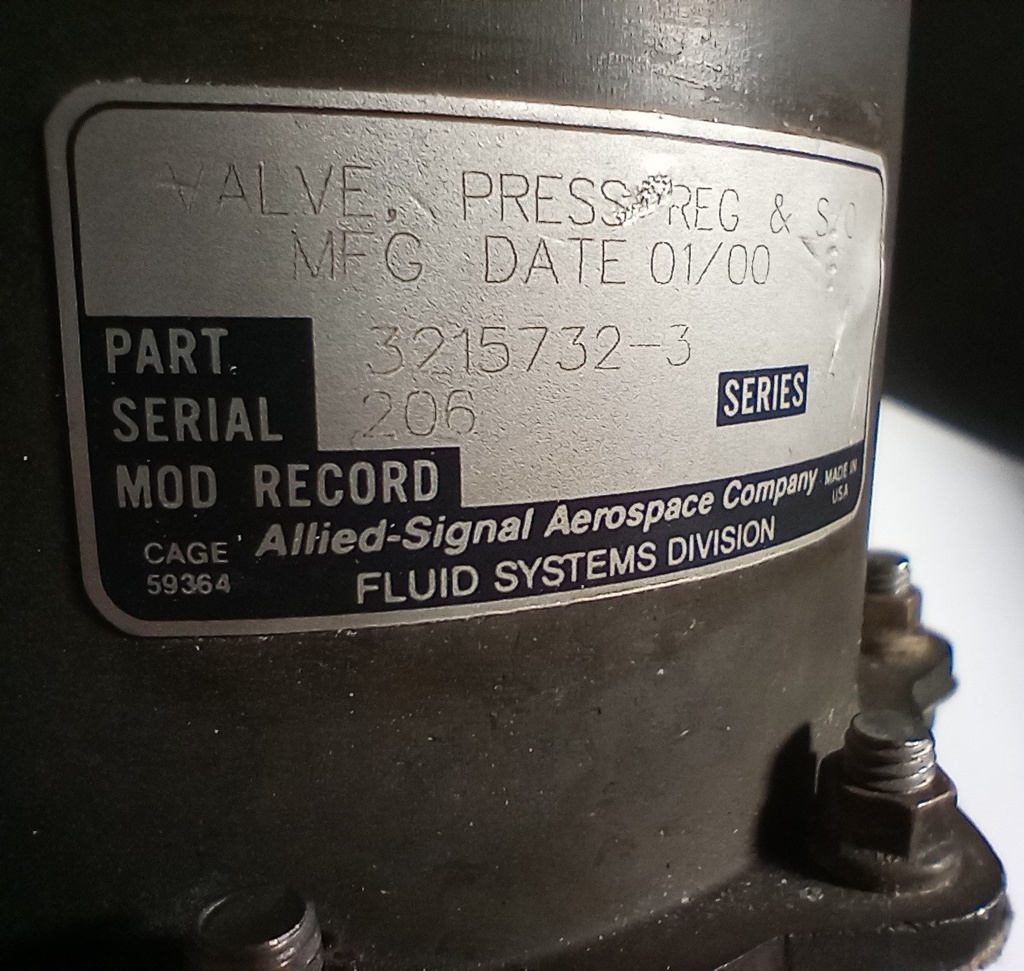 VALVE, PRESS REG & S/O
MFG DATE 01/00
PART 3215732-3
SERIAL 206
SERIES
MOD RECORD
Allied-Signal Aerospace Company
MADE IN
USA
CAGE
59364
FLUID SYSTEMS DIVISION